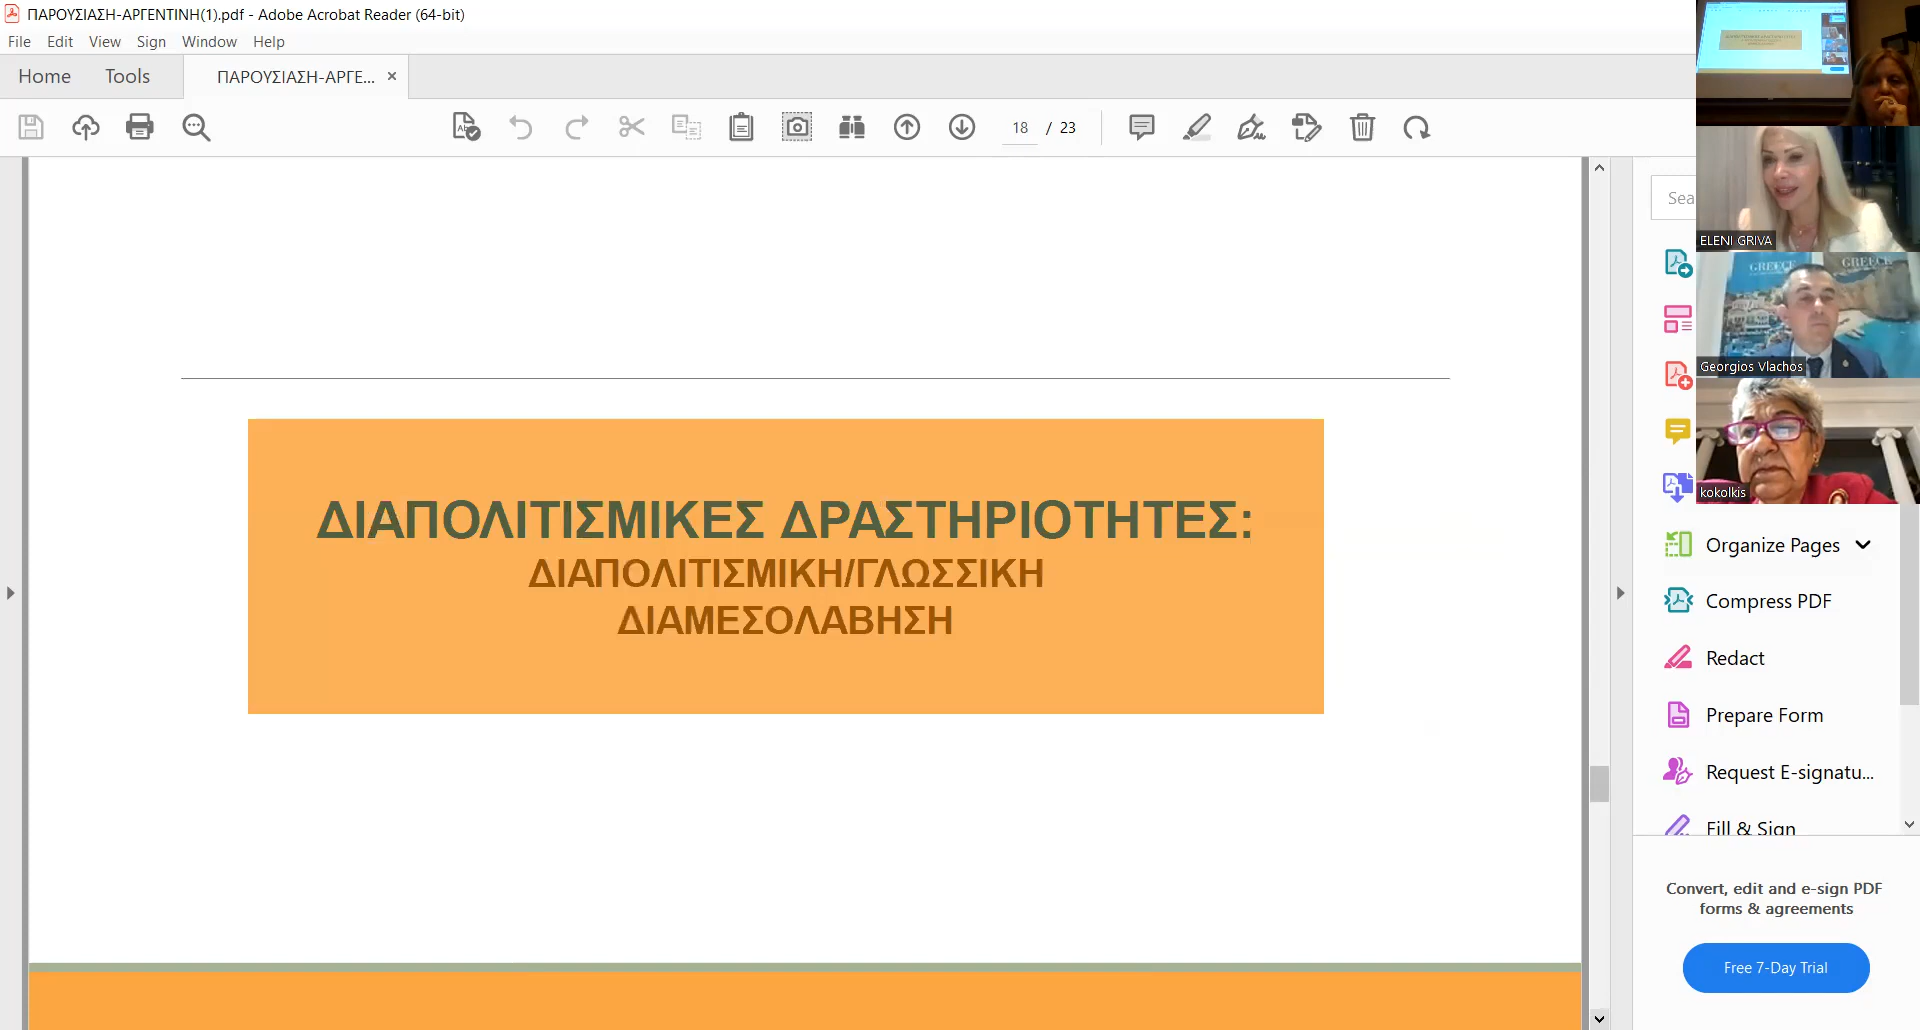 ΠΑΡΟΥΣΙΑΣΗ-ΑΡΓΕΝΤΙΝΗ(1).pdf - Adobe Acrobat Reader (64-bit)
File Edit View Sign Window Help
Home Tools ΠΑΡΟΥΣΙΑΣΗ-ΑΡΓΕ... ×
18 / 23
Sea
ΔΙΑΠΟΛΙΤΙΣΜΙΚΕΣ ΔΡΑΣΤΗΡΙΟΤΗΤΕΣ:
ΔΙΑΠΟΛΙΤΙΣΜΙΚΗ/ΓΛΩΣΣΙΚΗ
ΔΙΑΜΕΣΟΛΑΒΗΣΗ
ELENI GRIVA
GREECE
GREECE
Georgios Vlachos
kokolkis
Organize Pages
Compress PDF
Redact
Prepare Form
Request E-signatu...
Fill & Sign
Convert, edit and e-sign PDF
forms & agreements
Free 7-Day Trial